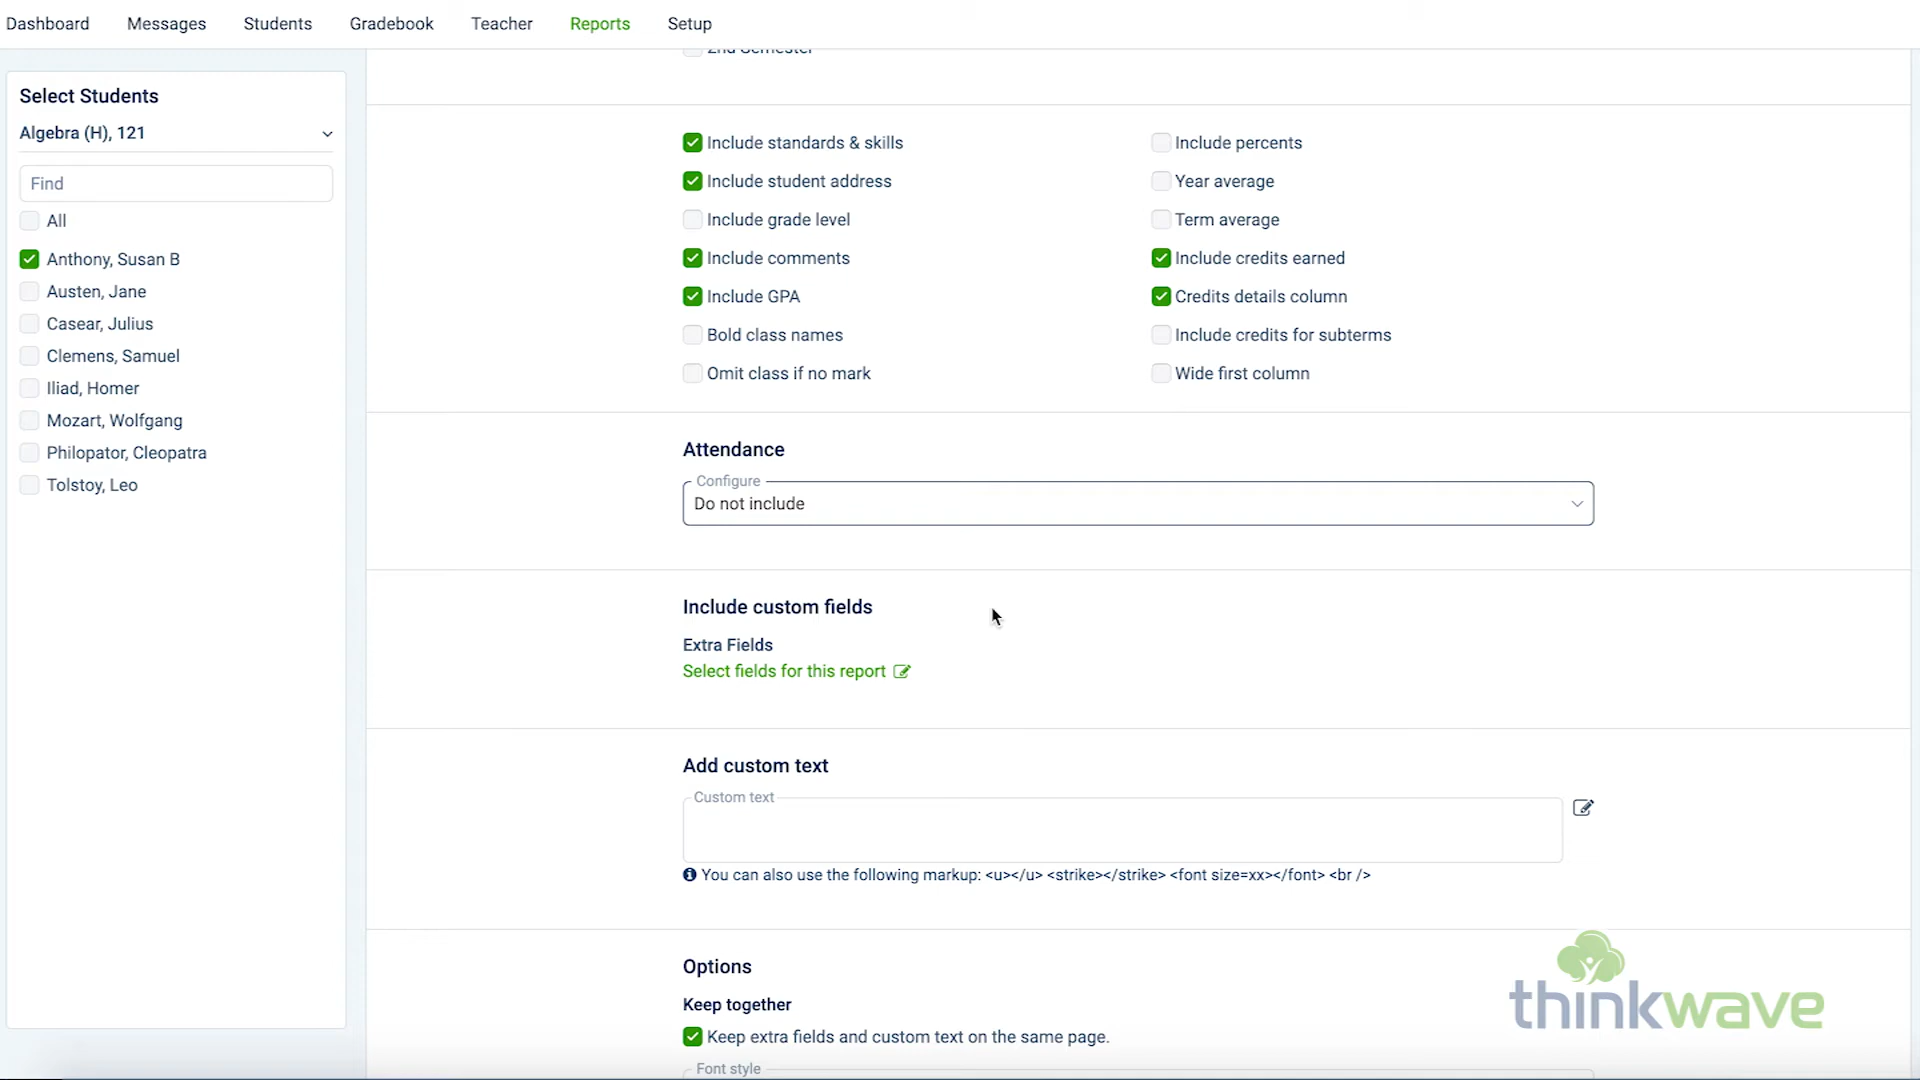 Dashboard Messages Students Gradebook Teacher Reports Setup
2nd Semester
Select Students
Algebra (H), 121
Find
All
Anthony, Susan B
Austen, Jane
Casear, Julius
Clemens, Samuel
Iliad, Homer
Mozart, Wolfgang
Philopator, Cleopatra
Tolstoy, Leo
Include standards & skills
Include student address
Include grade level
Include comments
Include GPA
Bold class names
Omit class if no mark
Include percents
Year average
Term average
Include credits earned
Credits details column
Include credits for subterms
Wide first column
Attendance
Configure
Do not include
Include custom fields
Extra Fields
Select fields for this report
Add custom text
Custom text
You can also use the following markup: <u></u> <strike></strike> <font size=xx></font> <br />
Options
Keep together
Keep extra fields and custom text on the same page.
Font style
thinkwave